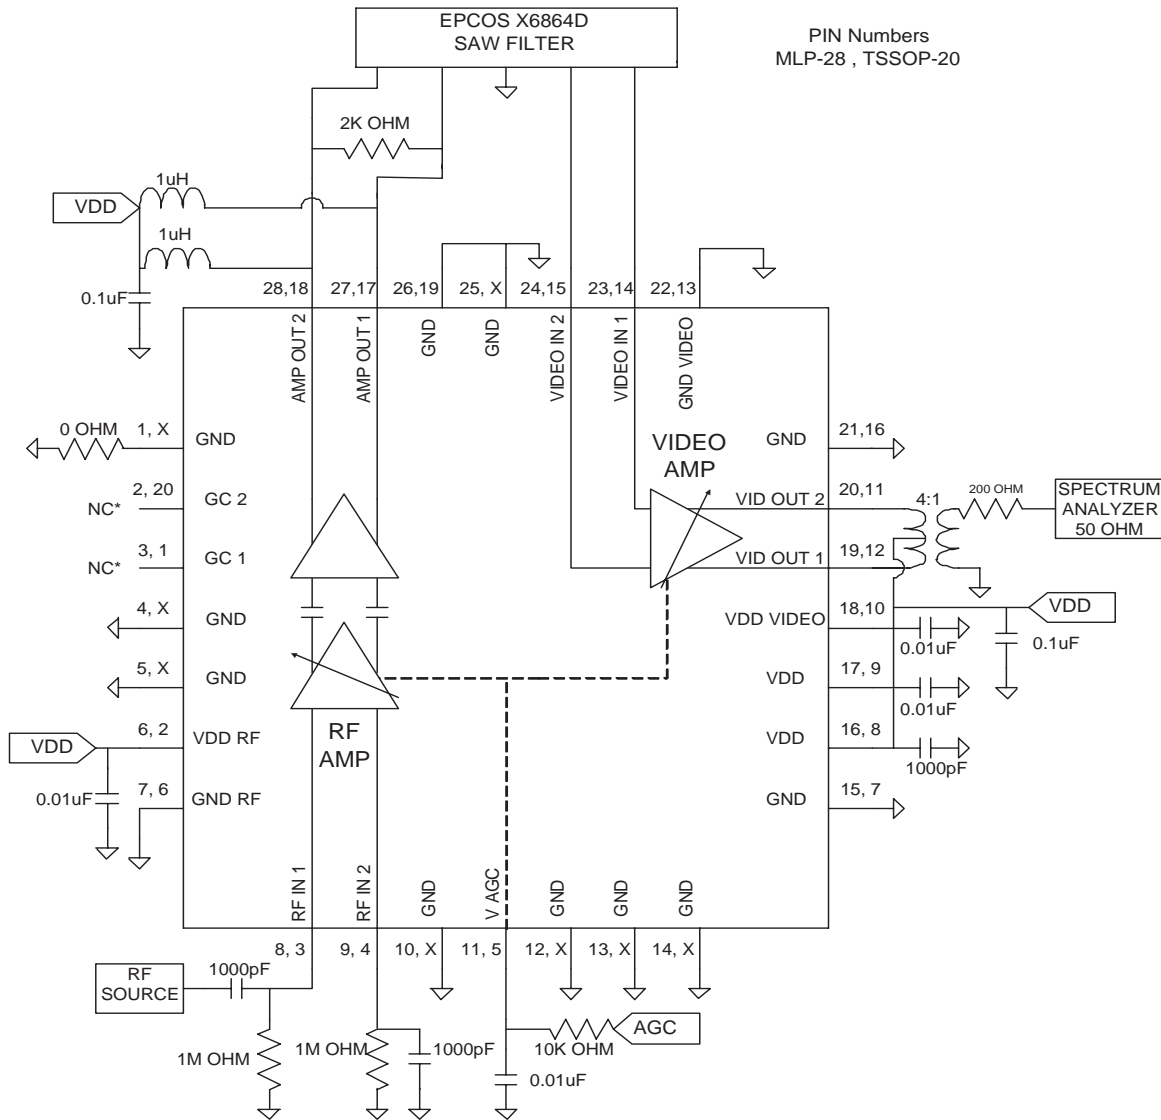 EPCOS X6864D
SAW FILTER
PIN Numbers
MLP-28 , TSSOP-20
2K OHM
1uH
VDD
1uH
0.1uF
28,18
27,17
26,19
25, X
24,15
23,14
22,13
AMP OUT 2
AMP OUT 1
GND
GND
VIDEO IN 2
VIDEO IN 1
GND VIDEO
0 OHM
1, X
GND
VIDEO
AMP
GND
21,16
2, 20
NC*
GC 2
VID OUT 2
20,11
4:1
200 OHM
SPECTRUM
ANALYZER
50 OHM
3, 1
NC*
GC 1
VID OUT 1
19,12
4, X
GND
VDD VIDEO
18,10
0.01uF
VDD
0.1uF
5, X
GND
VDD
17, 9
0.01uF
VDD
6, 2
VDD RF
RF
AMP
VDD
16, 8
1000pF
0.01uF
7, 6
GND RF
GND
15, 7
RF IN 1
RF IN 2
GND
V AGC
GND
GND
GND
8, 3
9, 4
10, X
11, 5
12, X
13, X
14, X
RF
SOURCE
1000pF
1M OHM
1M OHM
1000pF
10K OHM
AGC
0.01uF